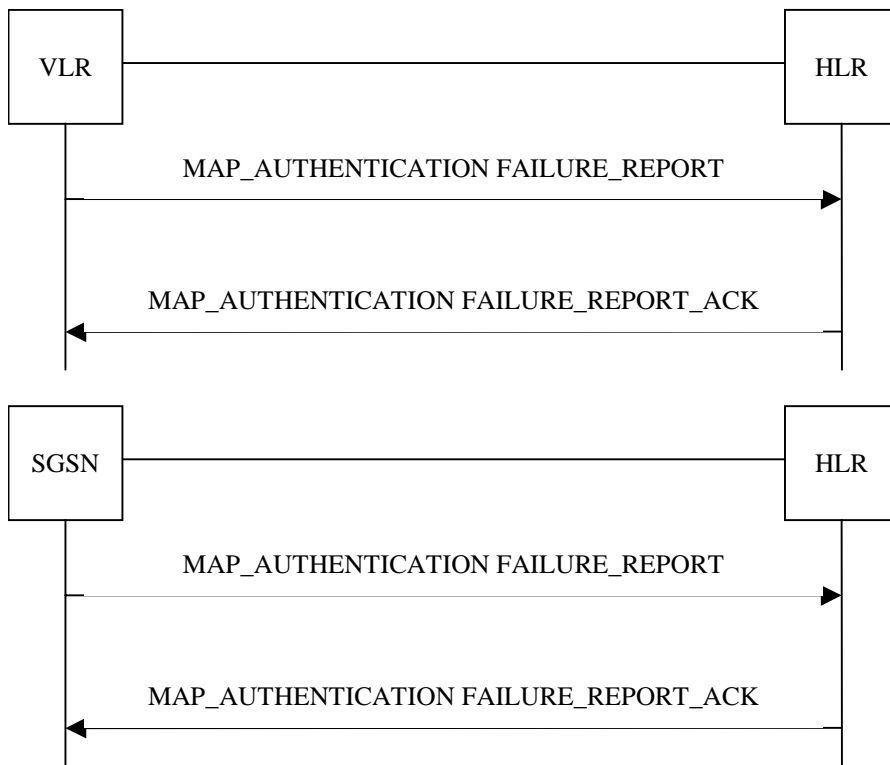 VLR
HLR
MAP_AUTHENTICATION FAILURE_REPORT
MAP_AUTHENTICATION FAILURE_REPORT_ACK
SGSN
HLR
MAP_AUTHENTICATION FAILURE_REPORT
MAP_AUTHENTICATION FAILURE_REPORT_ACK